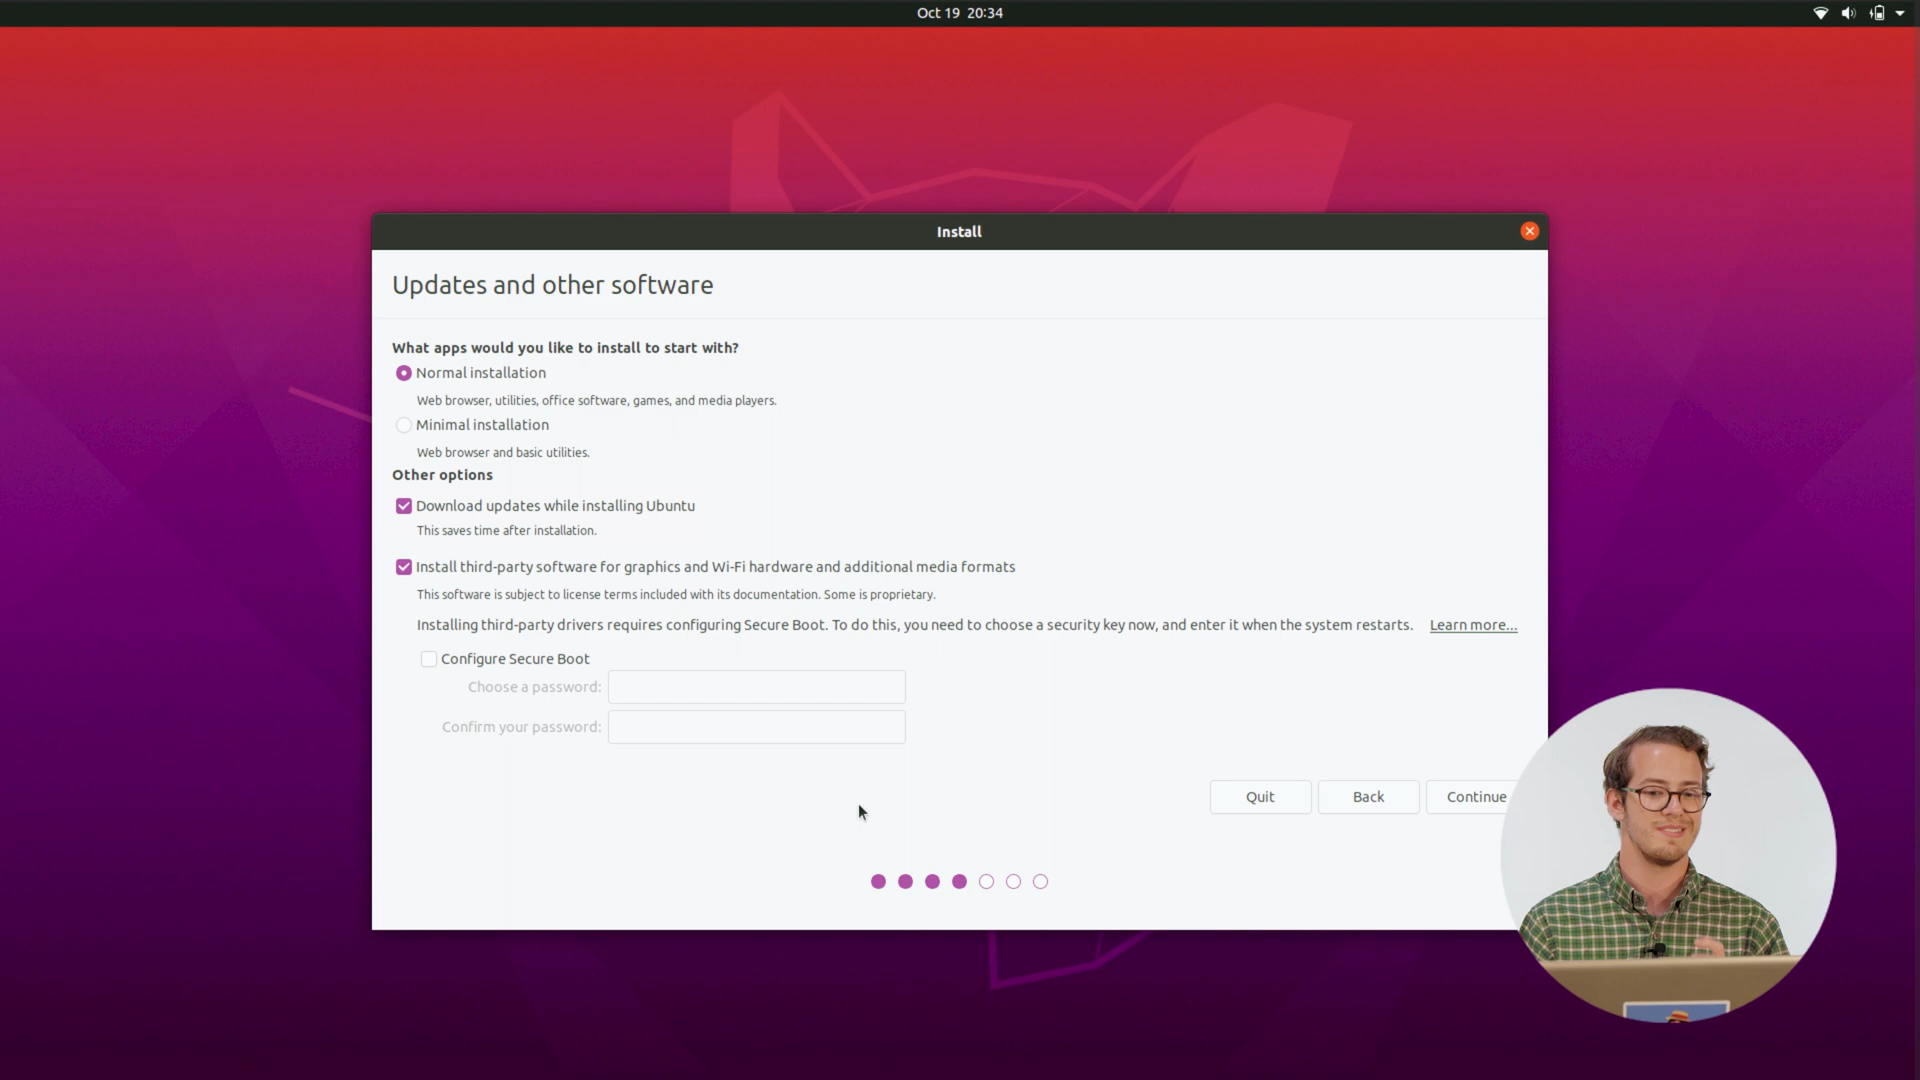 Oct 19 20:34
Install
Updates and other software
What apps would you like to install to start with?
Normal installation
Web browser, utilities, office software, games, and media players.
Minimal installation
Web browser and basic utilities.
Other options
Download updates while installing Ubuntu
This saves time after installation.
Install third-party software for graphics and Wi-Fi hardware and additional media formats
This software is subject to license terms included with its documentation. Some is proprietary.
Installing third-party drivers requires configuring Secure Boot. To do this, you need to choose a security key now, and enter it when the system restarts. Learn more...
Configure Secure Boot
Choose a password:
Confirm your password:
Quit Back Continue